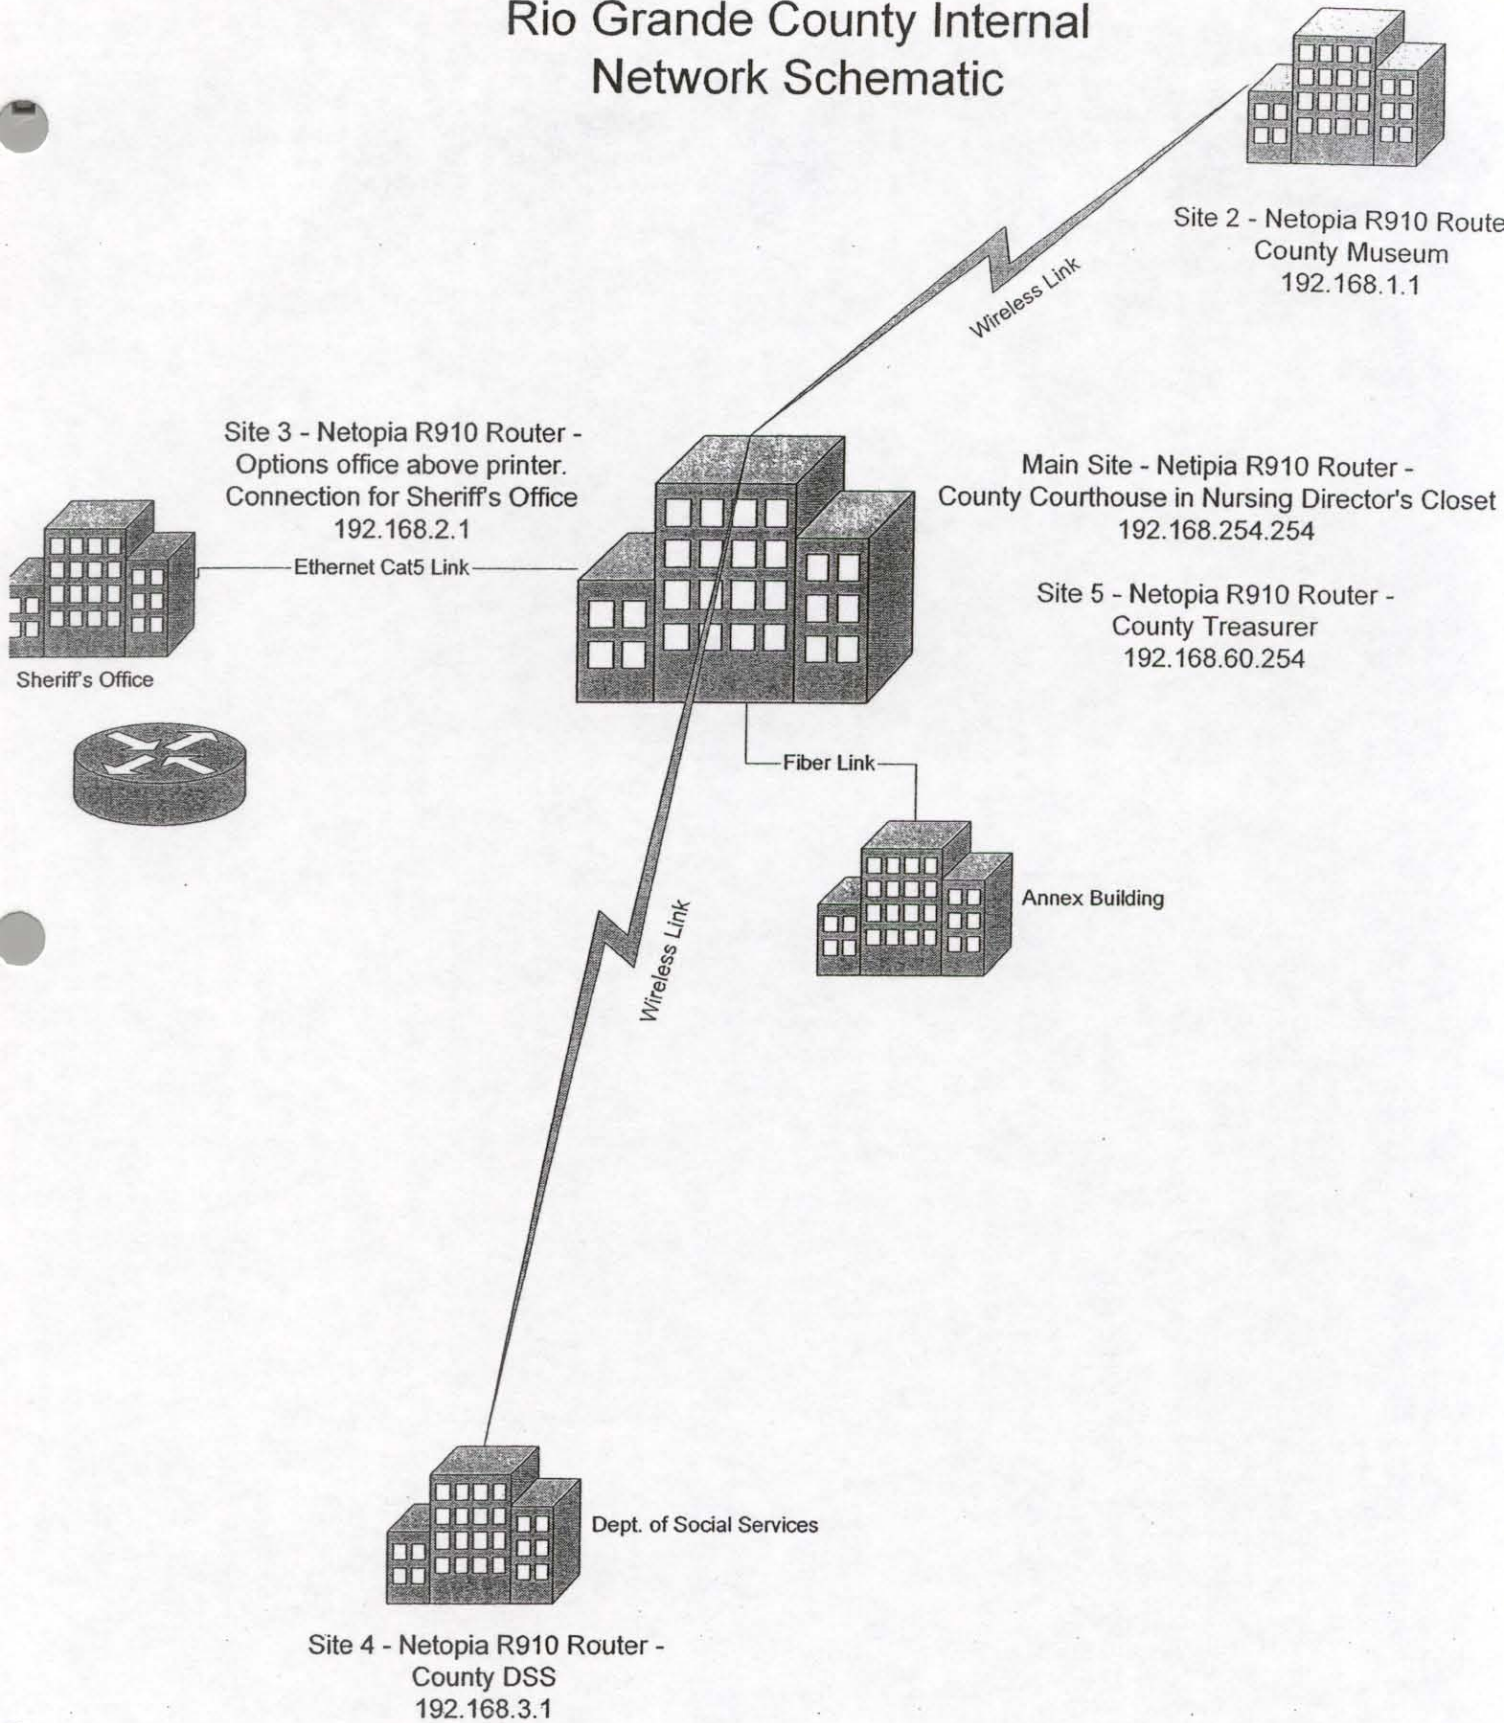 Rio Grande County Internal
Network Schematic
Site 2 - Netopia R910 Route
County Museum
192.168.1.1
Wireless Link
Site 3 - Netopia R910 Router -
Options office above printer.
Connection for Sheriff's Office
192.168.2.1
Main Site - Netipia R910 Router -
County Courthouse in Nursing Director's Closet
192.168.254.254
Ethernet Cat5 Link
Site 5 - Netopia R910 Router -
County Treasurer
192.168.60.254
Sheriff's Office
Fiber Link
Annex Building
Wireless Link
Dept. of Social Services
Site 4 - Netopia R910 Router -
County DSS
192.168.3.1